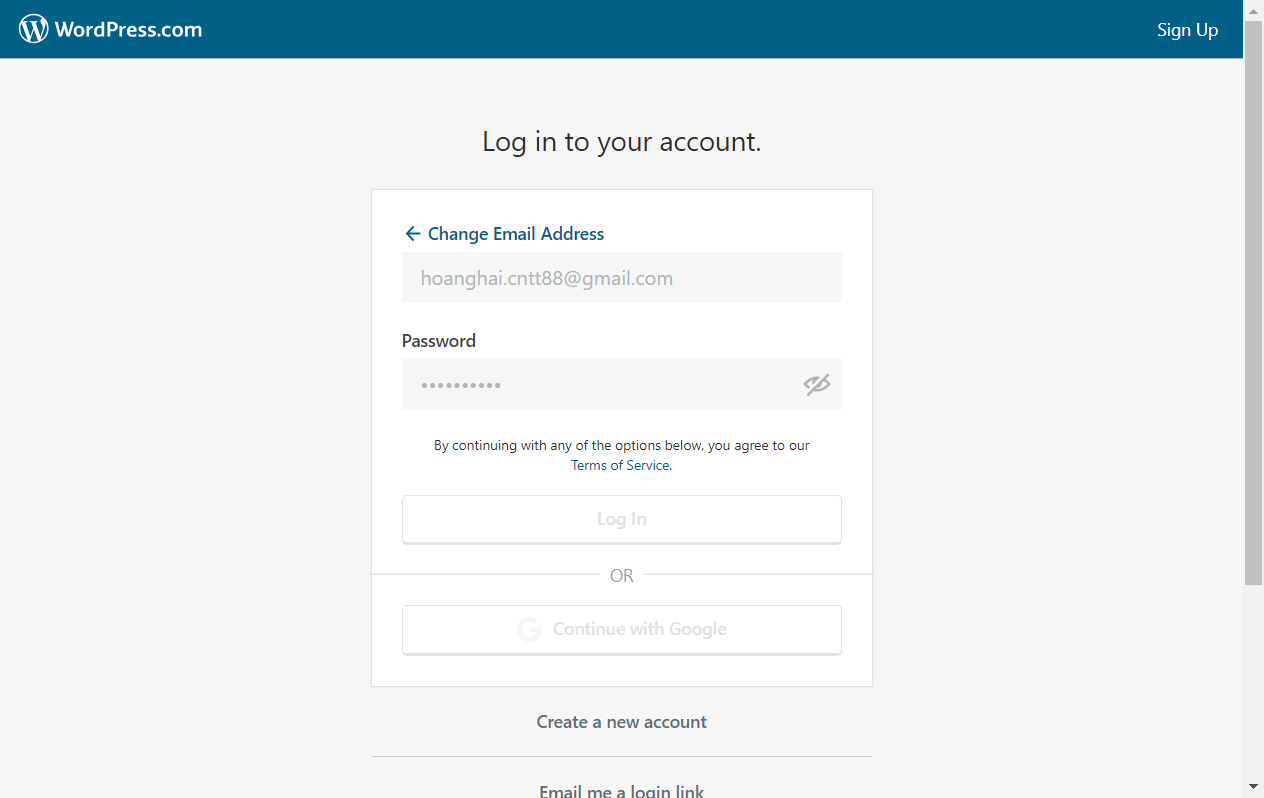 WordPress.com
Sign Up
Log in to your account.
Change Email Address
hoanghai.cntt88@gmail.com
Password
••••••••••
By continuing with any of the options below, you agree to our
Terms of Service.
Log In
OR
Continue with Google
Create a new account
Email me a login link